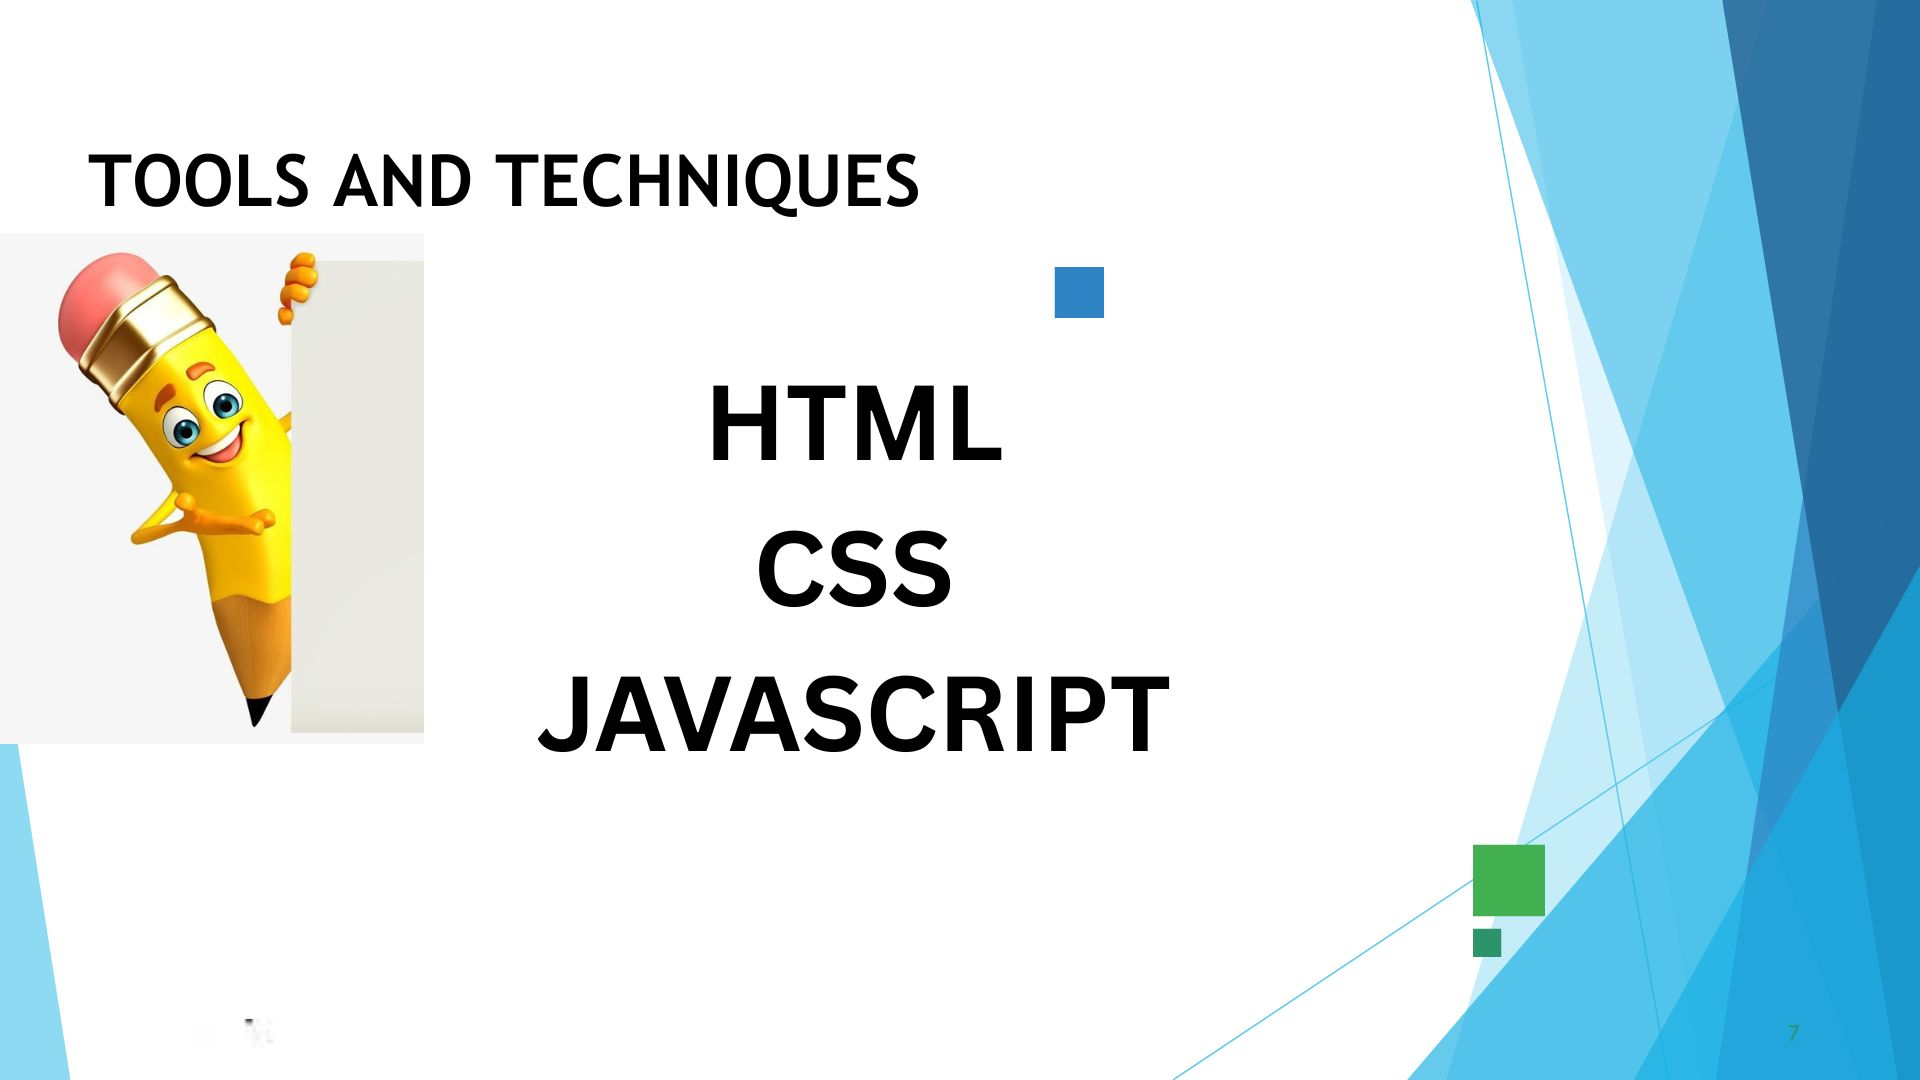 TOOLS AND TECHNIQUES
HTML
CSS
JAVASCRIPT
7